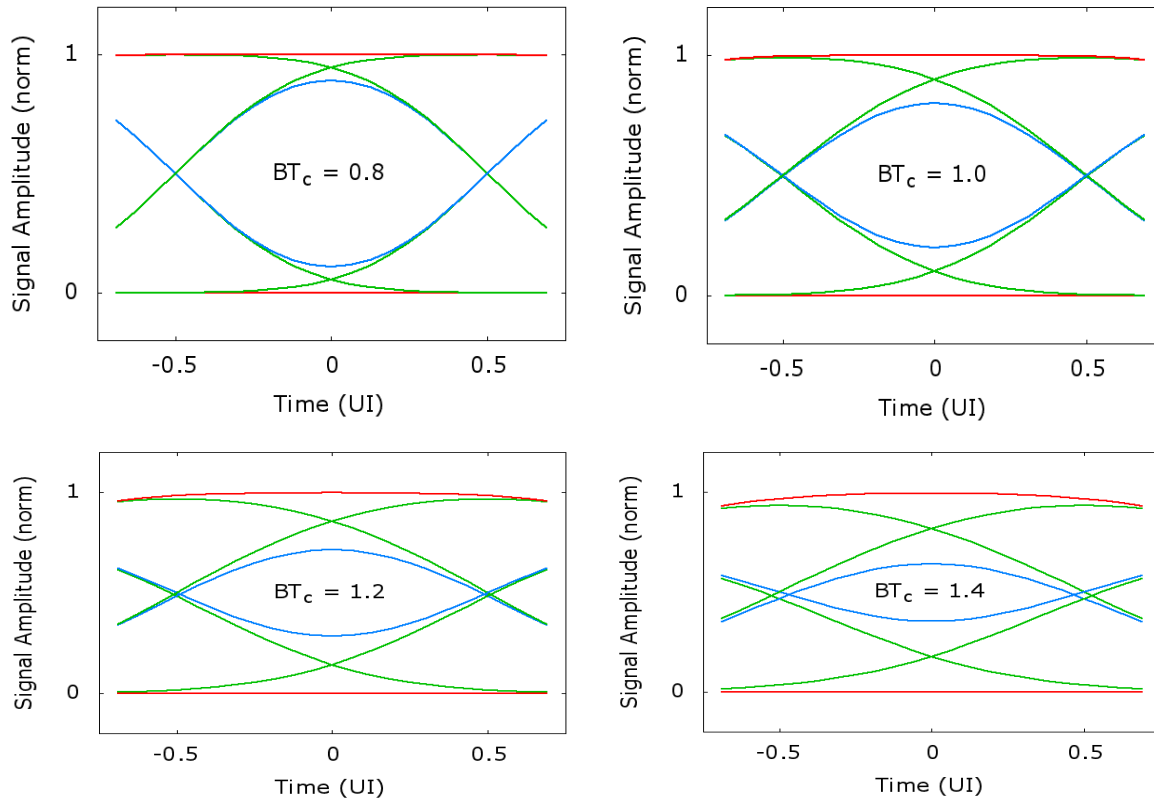 Signal Amplitude (norm)
1
0
BTc = 0.8
-0.5 0 0.5
Time (UI)
Signal Amplitude (norm)
1
0
BTc = 1.0
-0.5 0 0.5
Time (UI)
Signal Amplitude (norm)
1
0
BTc = 1.2
-0.5 0 0.5
Time (UI)
Signal Amplitude (norm)
1
0
BTc = 1.4
-0.5 0 0.5
Time (UI)